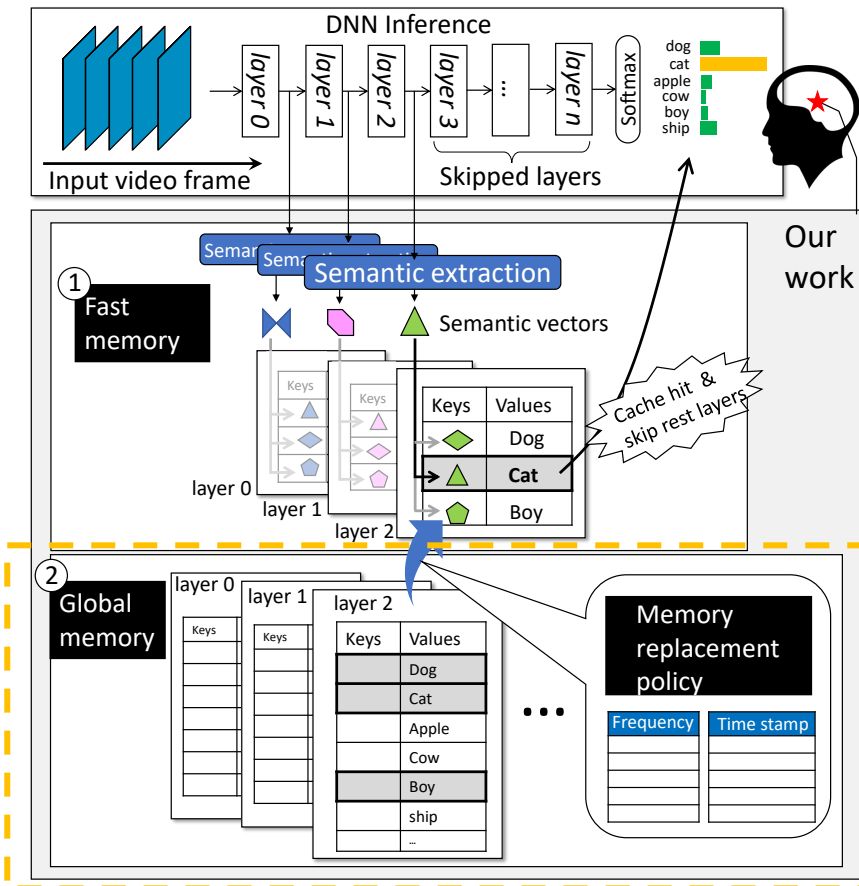 DNN Inference
layer 0
layer 1
layer 2
layer 3
...
layer n
Softmax
dog
cat
apple
cow
boy
ship
Input video frame
Skipped layers
Our
work
1
Fast
memory
Semantic extraction
Semantic vectors
Keys
Keys
Keys Values
Dog
Cat
Boy
layer 0
layer 1
layer 2
Cache hit &
skip rest layers
2
Global
memory
layer 0
layer 1
layer 2
Keys
Keys
Keys Values
Dog
Cat
Apple
Cow
Boy
ship
...
...
Memory
replacement
policy
Frequency Time stamp